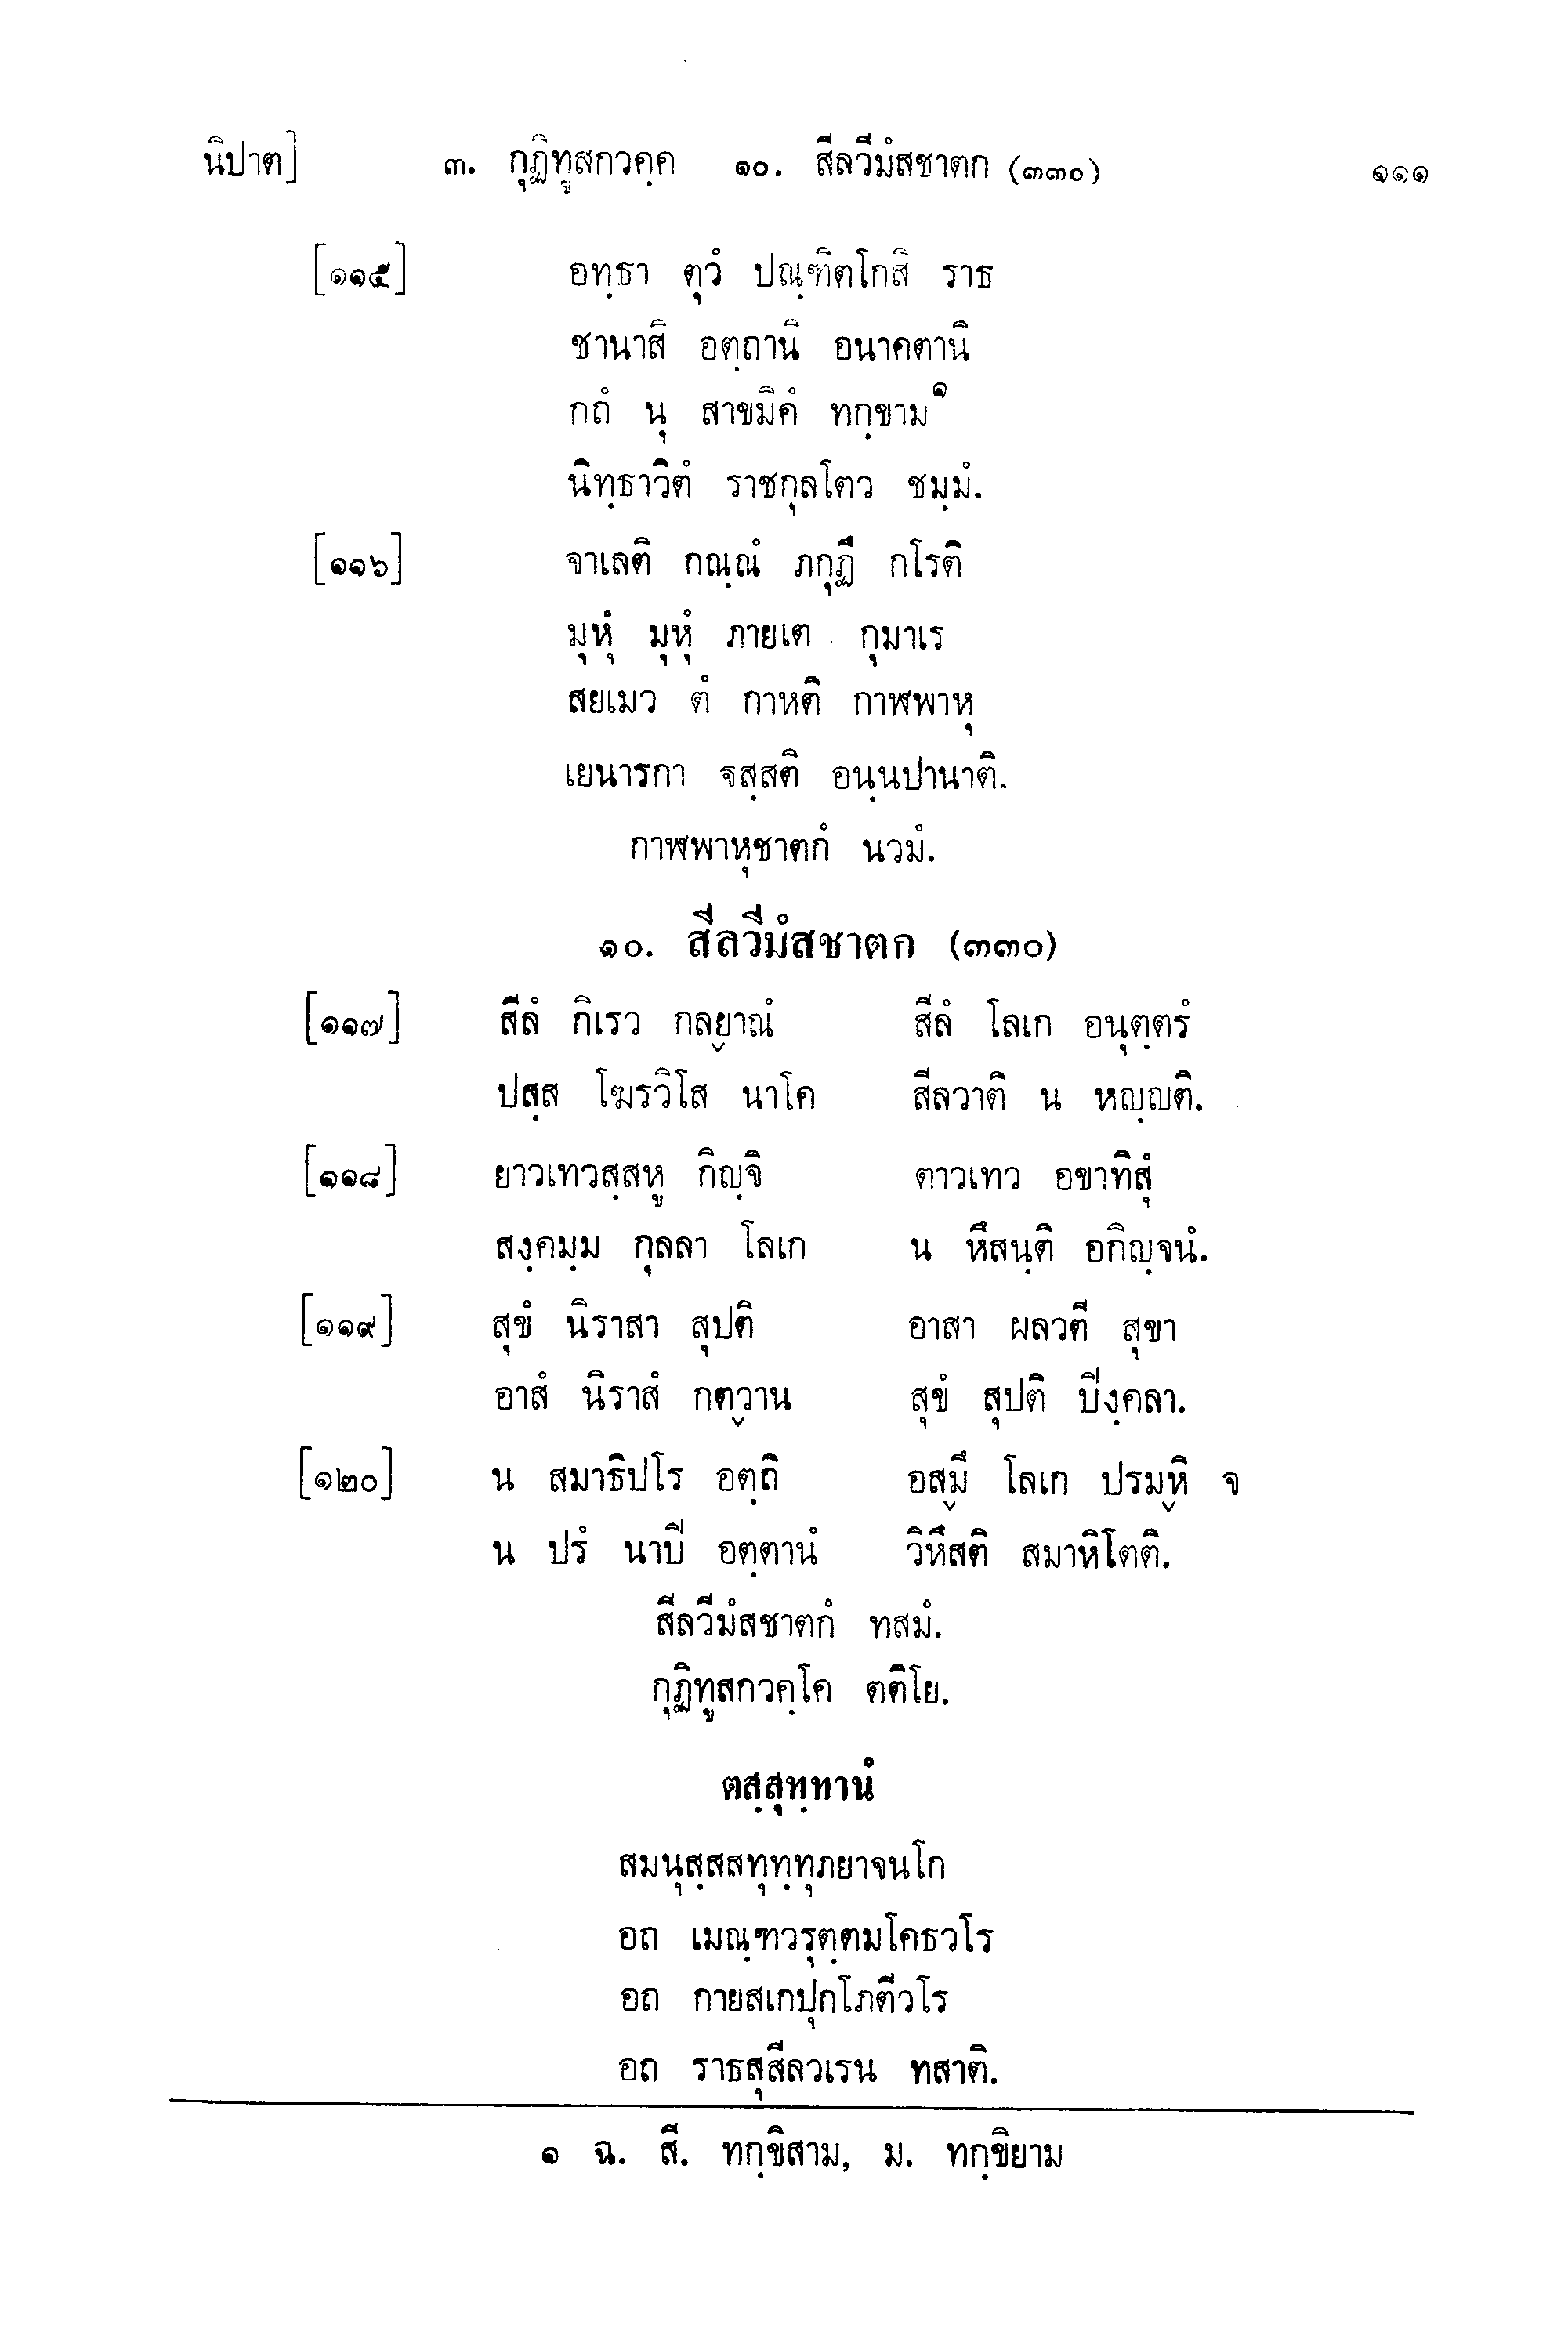 นิปาต] ๓. กุฏิทูสกวคฺค ๑๐. สีลวีมํสชาตก (๓๓๐) ๑๑๑
[๑๑๕] อทฺธา ตุวํ ปณฺฑิตโกสิ ราธ
ชานาสิ อตฺถานิ อนาคตานิ
กถํ นุ สาขมิคํ ทกฺขาม๑
นิทฺธาวิตํ ราชกุลโตว ชมฺมํ.
[๑๑๖] จาเลติ กณฺณํ ภกุฏึ กโรติ
มุหุํ มุหุํ ภายเต กุมาเร
สยเมว ตํ กาหติ กาฬพาหุ
เยนารกา ฐสฺสติ อนฺนปานาติ.
กาฬพาหุชาตกํ นวมํ.
๑๐. สีลวีมํสชาตก (๓๓๐)
[๑๑๗] สีลํ กิเรว กลฺยาณํ สีลํ โลเก อนุตฺตรํ
ปสฺส โฆรวิโส นาโค สีลวาติ น หญฺญติ.
[๑๑๘] ยาวเทวสฺสหู กิญฺจิ ตาวเทว อขาทิสุํ
สงฺคมฺม กุลลา โลเก น หึสนฺติ อกิญฺจนํ.
[๑๑๙] สุขํ นิราสา สุปติ อาสา ผลวตี สุขา
อาสํ นิราสํ กตฺวาน สุขํ สุปติ ปิงฺคลา.
[๑๒๐] น สมาธิปโร อตฺถิ อสฺมึ โลเก ปรมฺหิ จ
น ปรํ นาปิ อตฺตานํ วิหึสติ สมาหิโตติ.
สีลวีมํสชาตกํ ทสมํ.
กุฏิทูสกวคฺโค ตติโย.
ตสฺสุทฺทานํ
สมนุสฺสสทุทฺทุภยาจนโก
อถ เมณฺฑวรุตฺตมโคธวโร
อถ กายสเกปุกโภตีวโร
อถ ราธสุสีลวเรน ทสาติ.
๑ ฉ. สี. ทกฺขิสาม, ม. ทกฺขิยาม